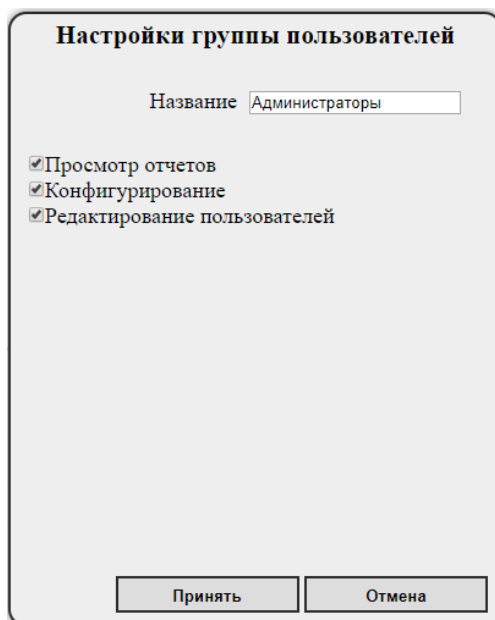 Настройки группы пользователей
Название Администраторы
Просмотр отчетов
Конфигурирование
Редактирование пользователей
Принять Отмена